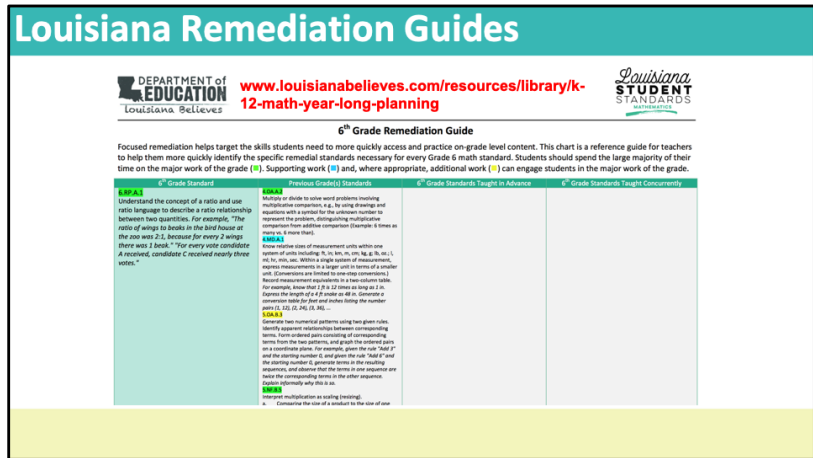 Louisiana Remediation Guides
DEPARTMENT of
EDUCATION
Louisiana Believes
www.louisianabelieves.com/resources/library/k-
12-math-year-long-planning
Louisiana
STUDENT
STANDARDS
MATHEMATICS
6th Grade Remediation Guide
Focused remediation helps target the skills students need to more quickly access and practice on-grade level content. This chart is a reference guide for teachers
to help them more quickly identify the specific remedial standards necessary for every Grade 6 math standard. Students should spend the large majority of their
time on the major work of the grade (■). Supporting work (■) and, where appropriate, additional work (■) can engage students in the major work of the grade.
6th Grade Standard
Previous Grade(s) Standards
6th Grade Standards Taught in Advance
6th Grade Standards Taught Concurrently
6.RP.A.1
Understand the concept of a ratio and use
ratio language to describe a ratio relationship
between two quantities. For example, "The
ratio of wings to beaks in the bird house at
the zoo was 2:1, because for every 2 wings
there was 1 beak." "For every vote candidate
A received, candidate C received nearly three
votes."
4.OA.A.2
Multiply or divide to solve word problems involving
multiplicative comparison, e.g., by using drawings and
equations with a symbol for the unknown number to
represent the problem, distinguishing multiplicative
comparison from additive comparison (Example: 6 times as
many vs. 6 more than).
4.MD.A.1
Know relative sizes of measurement units within one
system of units including: ft, in; km, m, cm; kg, g; lb, oz.; l,
ml; hr, min, sec. Within a single system of measurement,
express measurements in a larger unit in terms of a smaller
unit. (Conversions are limited to one-step conversions.)
Record measurement equivalents in a two-column table.
For example, know that 1 ft is 12 times as long as 1 in.
Express the length of a 4 ft snake as 48 in. Generate a
conversion table for feet and inches listing the number
pairs (1, 12), (2, 24), (3, 36), ...
5.OA.B.3
Generate two numerical patterns using two given rules.
Identify apparent relationships between corresponding
terms. Form ordered pairs consisting of corresponding
terms from the two patterns, and graph the ordered pairs
on a coordinate plane. For example, given the rule "Add 3"
and the starting number 0, and given the rule "Add 6" and
the starting number 0, generate terms in the resulting
sequences, and observe that the terms in one sequence are
twice the corresponding terms in the other sequence.
Explain informally why this is so.
5.NF.B.5
Interpret multiplication as scaling (resizing).
a. Comparing the size of a product to the size of one